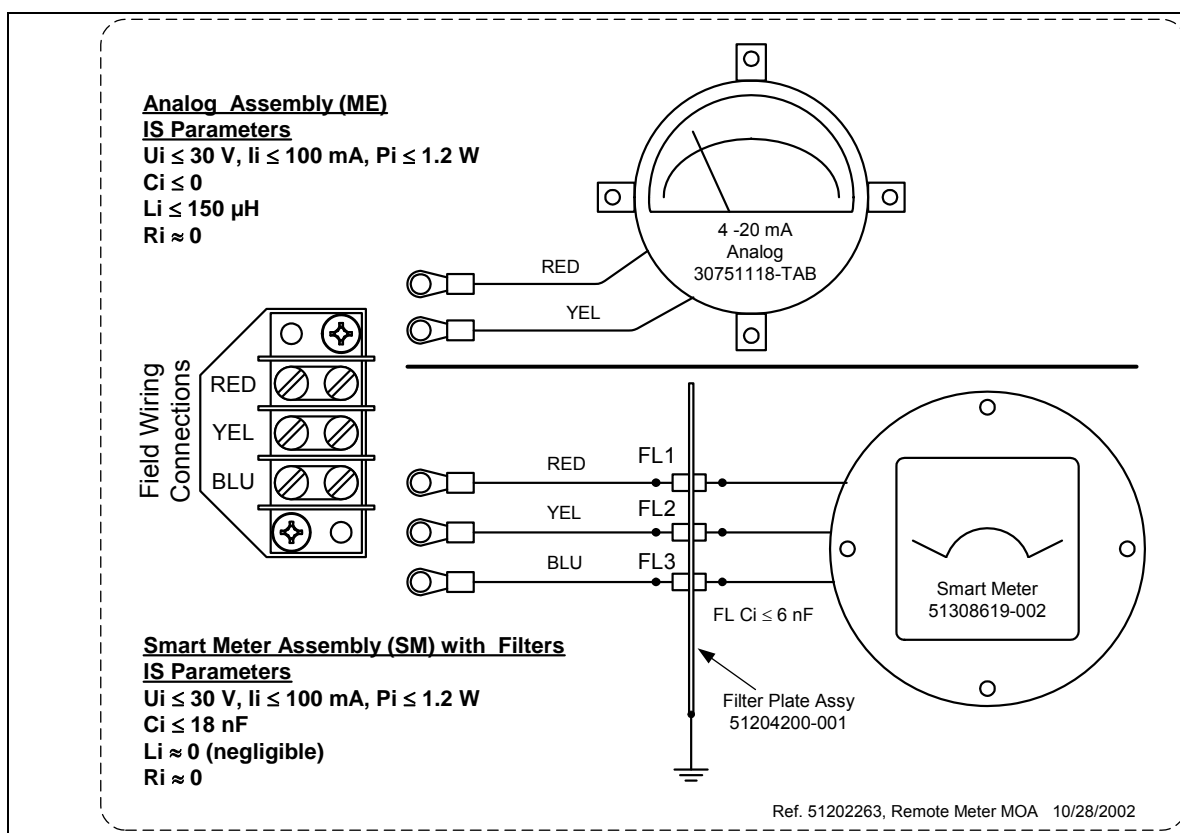 Analog Assembly (ME)
IS Parameters
Ui ≤ 30 V, Ii ≤ 100 mA, Pi ≤ 1.2 W
Ci ≤ 0
Li ≤ 150 µH
Ri ≈ 0
4 -20 mA
Analog
30751118-TAB
RED
YEL
Field Wiring
Connections
RED
YEL
BLU
RED
FL1
YEL
FL2
BLU
FL3
FL Ci ≤ 6 nF
Smart Meter
51308619-002
Filter Plate Assy
51204200-001
Smart Meter Assembly (SM) with Filters
IS Parameters
Ui ≤ 30 V, Ii ≤ 100 mA, Pi ≤ 1.2 W
Ci ≤ 18 nF
Li ≈ 0 (negligible)
Ri ≈ 0
Ref. 51202263, Remote Meter MOA 10/28/2002